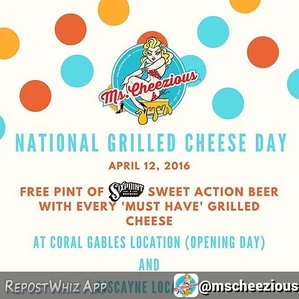 Ms. Cheezious
NATIONAL GRILLED CHEESE DAY
APRIL 12, 2016
FREE PINT OF SIXPOINT SWEET ACTION BEER
WITH EVERY 'MUST HAVE' GRILLED
CHEESE
AT CORAL GABLES LOCATION (OPENING DAY)
AND
REPOSTWHIZ APP
@mscheezious